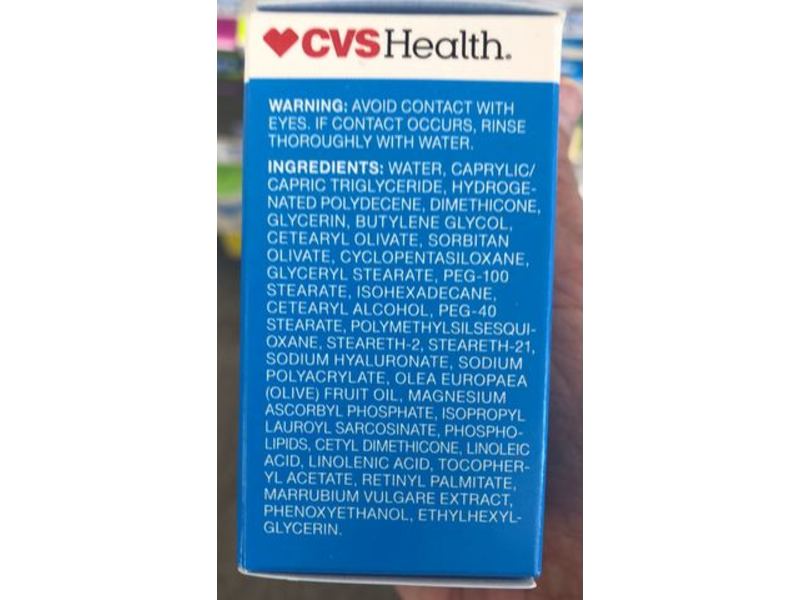 CVSHealth.
WARNING: AVOID CONTACT WITH
EYES. IF CONTACT OCCURS, RINSE
THOROUGHLY WITH WATER.
INGREDIENTS: WATER, CAPRYLIC/
CAPRIC TRIGLYCERIDE, HYDROGE-
NATED POLYDECENE, DIMETHICONE,
GLYCERIN, BUTYLENE GLYCOL,
CETEARYL OLIVATE, SORBITAN
OLIVATE, CYCLOPENTASILOXANE,
GLYCERYL STEARATE, PEG-100
STEARATE, ISOHEXADECANE,
CETEARYL ALCOHOL, PEG-40
STEARATE, POLYMETHYLSILSESQUI-
OXANE, STEARETH-2, STEARETH-21,
SODIUM HYALURONATE, SODIUM
POLYACRYLATE, OLEA EUROPAEA
(OLIVE) FRUIT OIL, MAGNESIUM
ASCORBYL PHOSPHATE, ISOPROPYL
LAUROYL SARCOSINATE, PHOSPHO-
LIPIDS, CETYL DIMETHICONE, LINOLEIC
ACID, LINOLENIC ACID, TOCOPHER-
YL ACETATE, RETINYL PALMITATE,
MARRUBIUM VULGARE EXTRACT,
PHENOXYETHANOL, ETHYLHEXYL-
GLYCERIN.